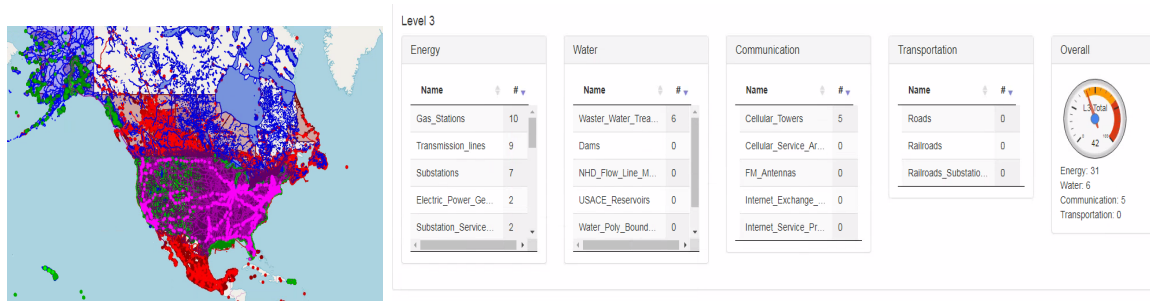 Level 3
Energy
Name #
Gas_Stations 10
Transmission_lines 9
Substations 7
Electric_Power_Ge... 2
Substation_Service... 2
Water
Name #
Waster_Water_Trea... 6
Dams 0
NHD_Flow_Line_M... 0
USACE_Reservoirs 0
Water_Poly_Bound... 0
Communication
Name #
Cellular_Towers 5
Cellular_Service_Ar... 0
FM_Antennas 0
Internet_Exchange_... 0
Internet_Service_Pr... 0
Transportation
Name #
Roads 0
Railroads 0
Railroads_Substatio... 0
Overall
L3 Total
42
Energy: 31
Water: 6
Communication: 5
Transportation: 0